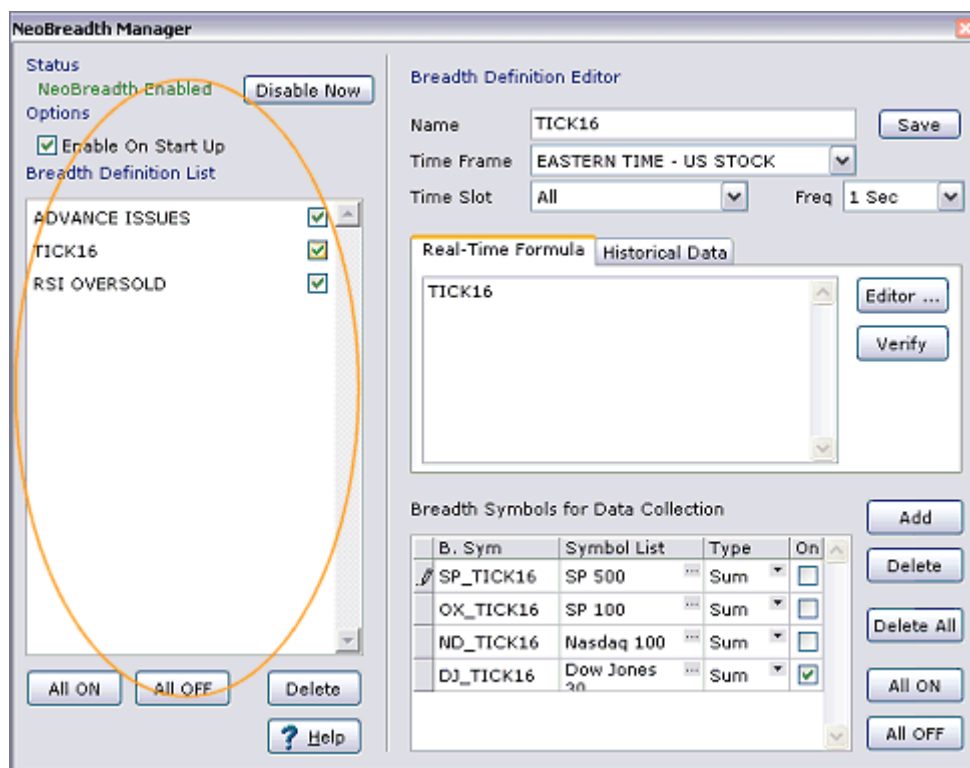 NeoBreadth Manager
Status
NeoBreadth Enabled
Disable Now
Options
Enable On Start Up
Breadth Definition List
ADVANCE ISSUES
TICK16
RSI OVERSOLD
All ON
All OFF
Delete
? Help
Breadth Definition Editor
Name
TICK16
Save
Time Frame
EASTERN TIME - US STOCK
Time Slot
All
Freq
1 Sec
Real-Time Formula
Historical Data
TICK16
Editor ...
Verify
Breadth Symbols for Data Collection
B. Sym Symbol List Type On
SP_TICK16 SP 500 ... Sum
OX_TICK16 SP 100 ... Sum
ND_TICK16 Nasdaq 100 ... Sum
DJ_TICK16 Dow Jones ... Sum
30
Add
Delete
Delete All
All ON
All OFF